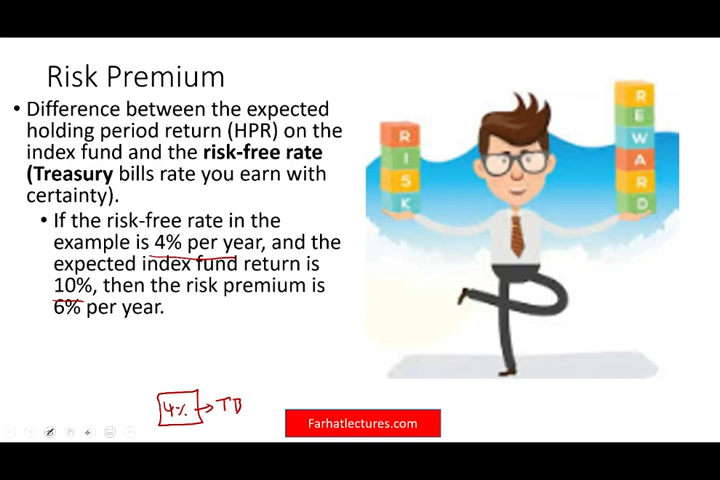 Risk Premium
• Difference between the expected
holding period return (HPR) on the
index fund and the risk-free rate
(Treasury bills rate you earn with
certainty).
• If the risk-free rate in the
example is 4% per year, and the
expected index fund return is
10%, then the risk premium is
6% per year.
RISK
REWARD
4% → TB
Farhatlectures.com